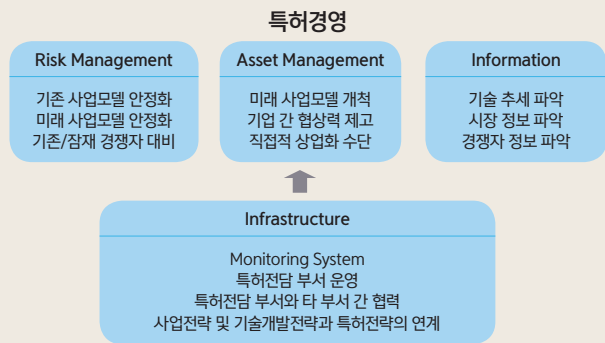 특허경영
Risk Management
기존 사업모델 안정화
미래 사업모델 안정화
기존/잠재 경쟁자 대비
Asset Management
미래 사업모델 개척
기업 간 협상력 제고
직접적 상업화 수단
Information
기술 추세 파악
시장 정보 파악
경쟁자 정보 파악
Infrastructure
Monitoring System
특허전담 부서 운영
특허전담 부서와 타 부서 간 협력
사업전략 및 기술개발전략과 특허전략의 연계